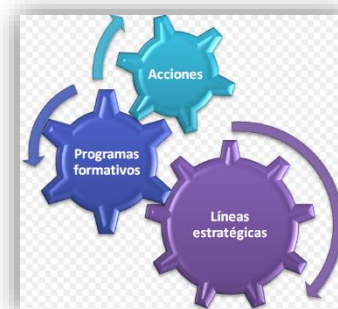 Acciones
Programas
formativos
Líneas
estratégicas